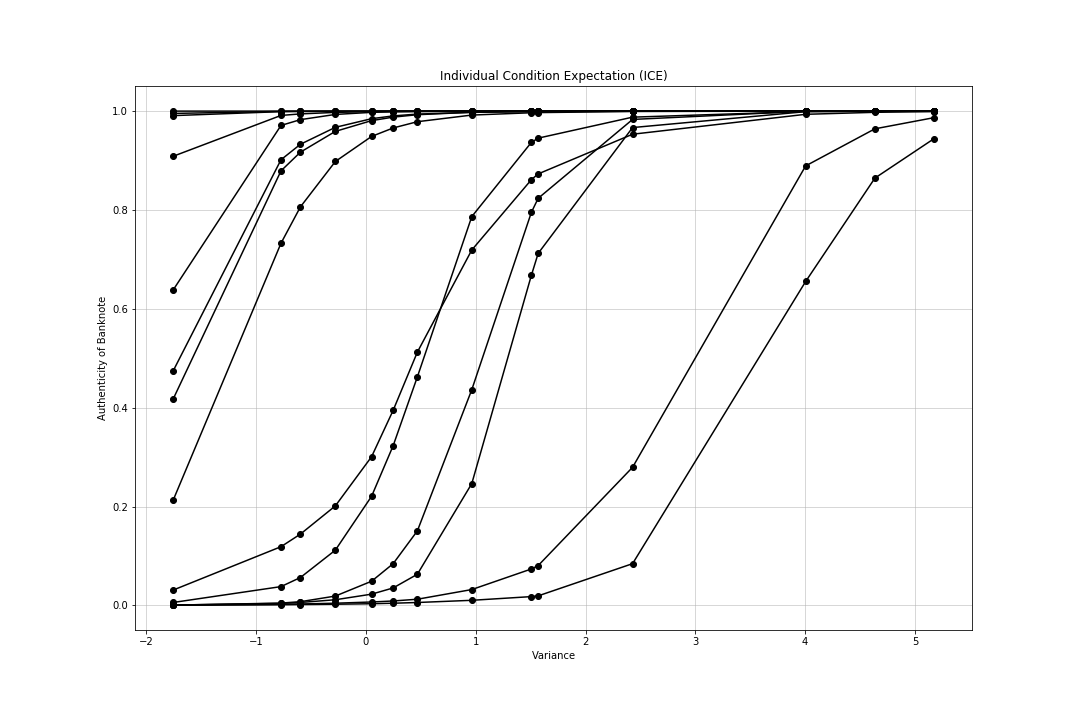 Individual Condition Expectation (ICE)
1.0
0.8
0.6
0.4
0.2
0.0
Authenticity of Banknote
−2 −1 0 1 2 3 4 5
Variance